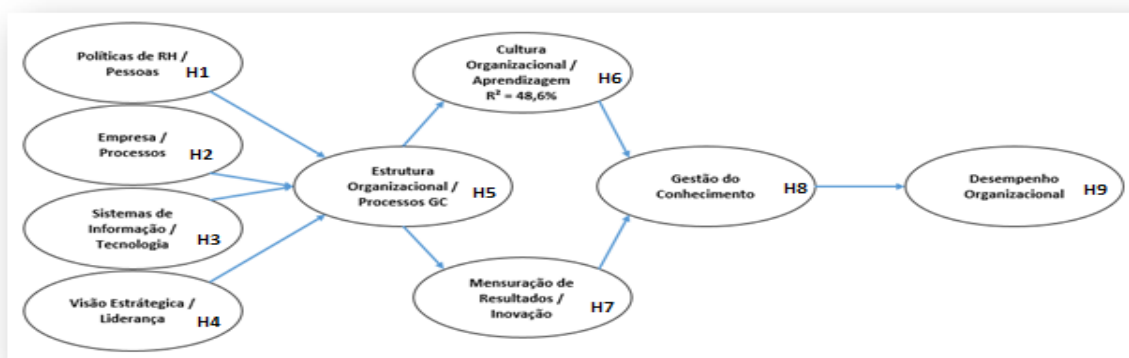 Políticas de RH /
Pessoas H1
Empresa /
Processos H2
Sistemas de
Informação /
Tecnologia H3
Visão Estrátegica /
Liderança H4
Estrutura
Organizacional /
Processos GC H5
Cultura
Organizacional /
Aprendizagem H6
R² = 48,6%
Mensuração de
Resultados /
Inovação H7
Gestão do
Conhecimento H8
Desempenho
Organizacional H9